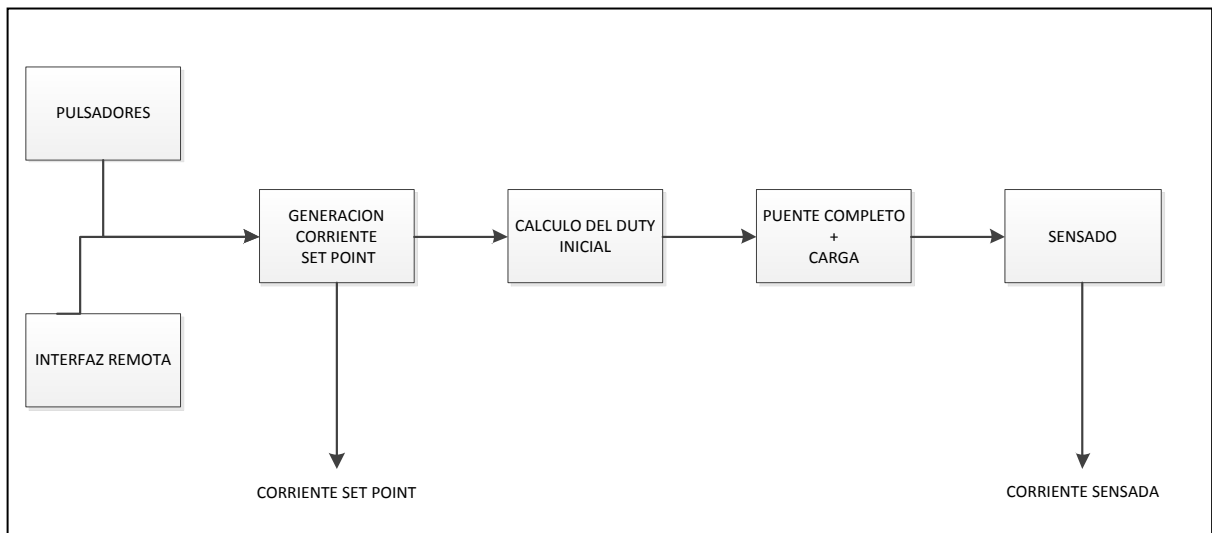 PULSADORES
GENERACION
CORRIENTE
SET POINT
CALCULO DEL DUTY
INICIAL
PUENTE COMPLETO
+
CARGA
SENSADO
INTERFAZ REMOTA
CORRIENTE SET POINT
CORRIENTE SENSADA